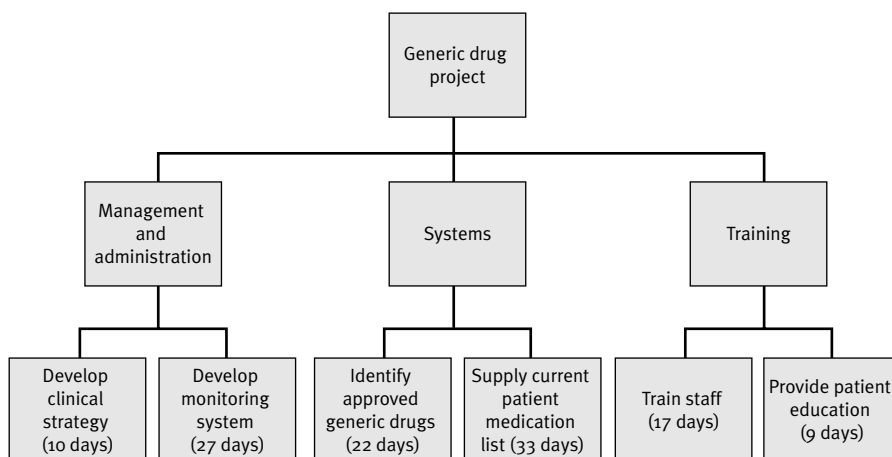 Generic drug
project
Management
and
administration
Systems
Training
Develop
clinical
strategy
(10 days)
Develop
monitoring
system
(27 days)
Identify
approved
generic drugs
(22 days)
Supply current
patient
medication
list (33 days)
Train staff
(17 days)
Provide patient
education
(9 days)